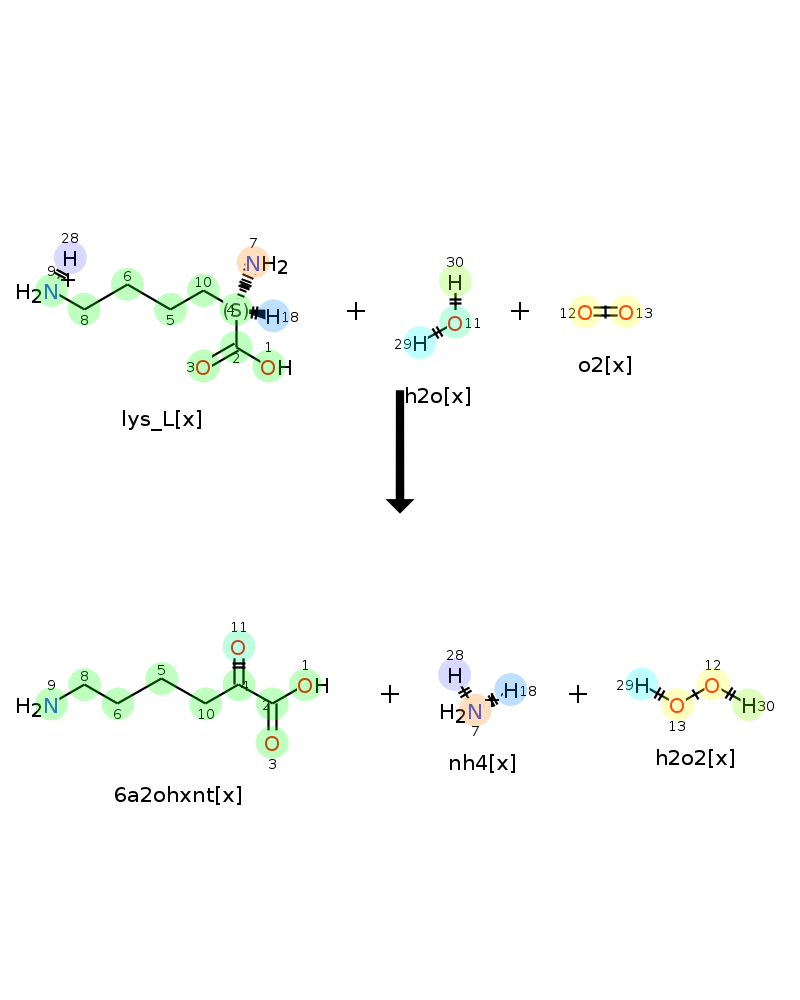 28
H
9
H2N
8
6
5
10
7
NH2
4
(S)
H18
2
3O
1
OH
lys_L[x]
+
30
H
O11
29H
h2o[x]
+
12O
O13
o2[x]
11
O
9
H2N
8
6
5
10
4
2
1
OH
O
3
6a2ohxnt[x]
+
28
H
H18
H2N
7
nh4[x]
+
29H
O
13
12
O
H30
h2o2[x]